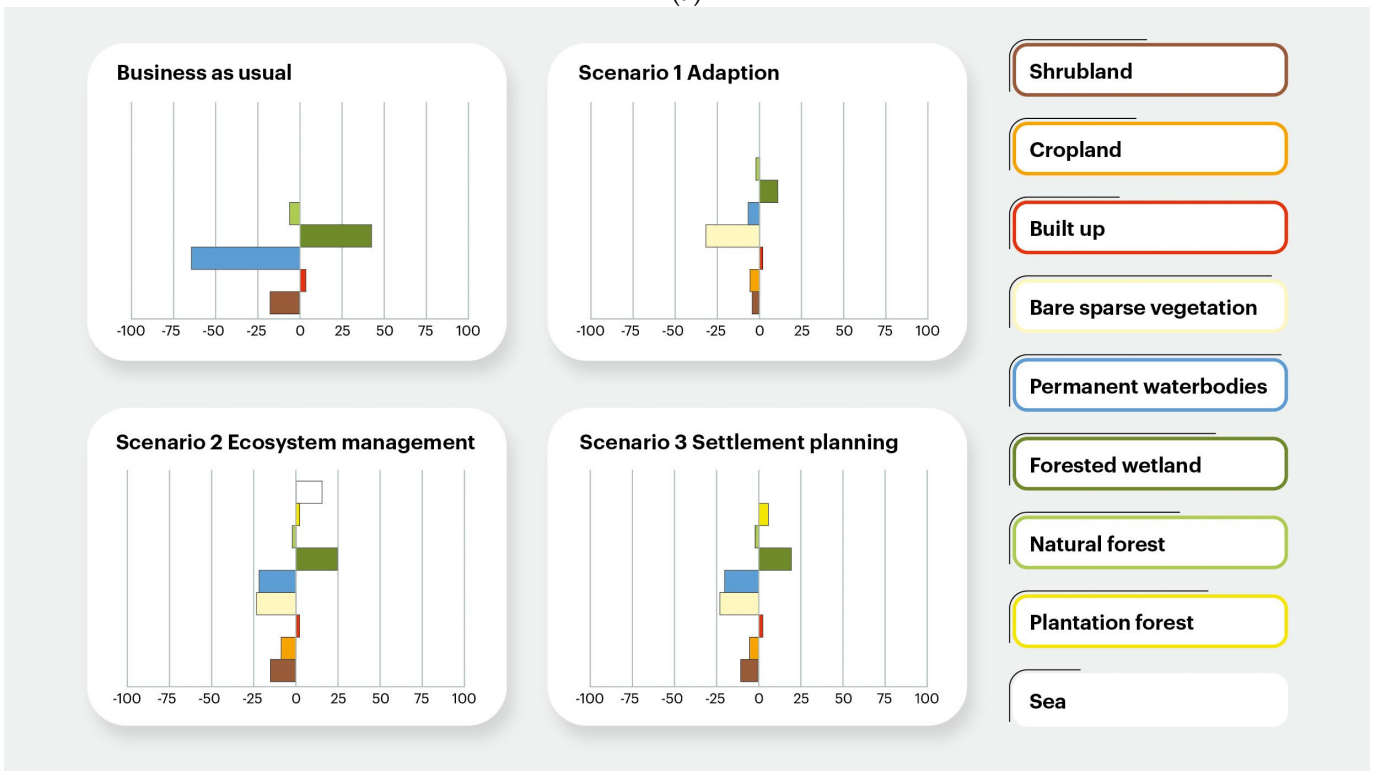 Business as usual
-100 -75 -50 -25 0 25 50 75 100
Scenario 1 Adaption
-100 -75 -50 -25 0 25 50 75 100
Scenario 2 Ecosystem management
-100 -75 -50 -25 0 25 50 75 100
Scenario 3 Settlement planning
-100 -75 -50 -25 0 25 50 75 100
Shrubland
Cropland
Built up
Bare sparse vegetation
Permanent waterbodies
Forested wetland
Natural forest
Plantation forest
Sea